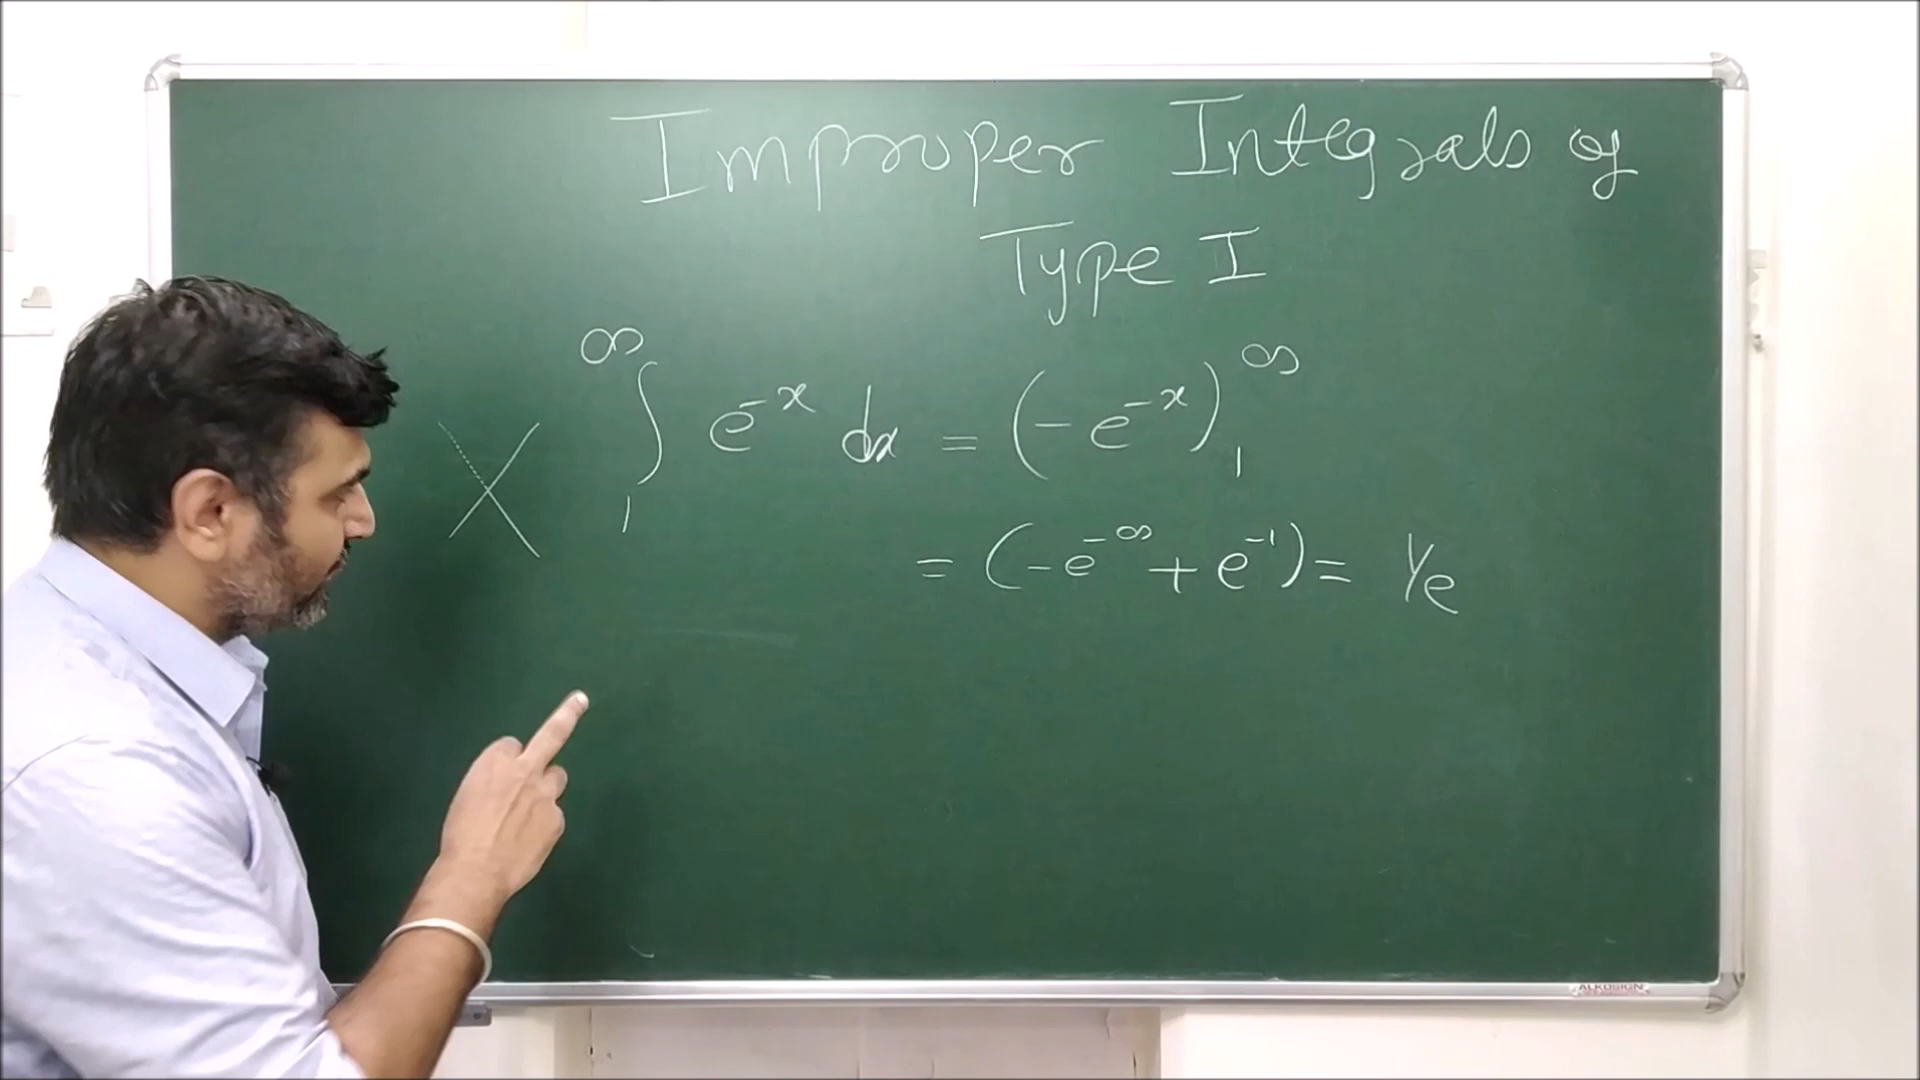 Improper Integrals of
Type I
X ∞∫1 e^-x dx = (-e^-x)^∞_1
= (-e^-∞ + e^-1) = 1/e
ALKOSIGN